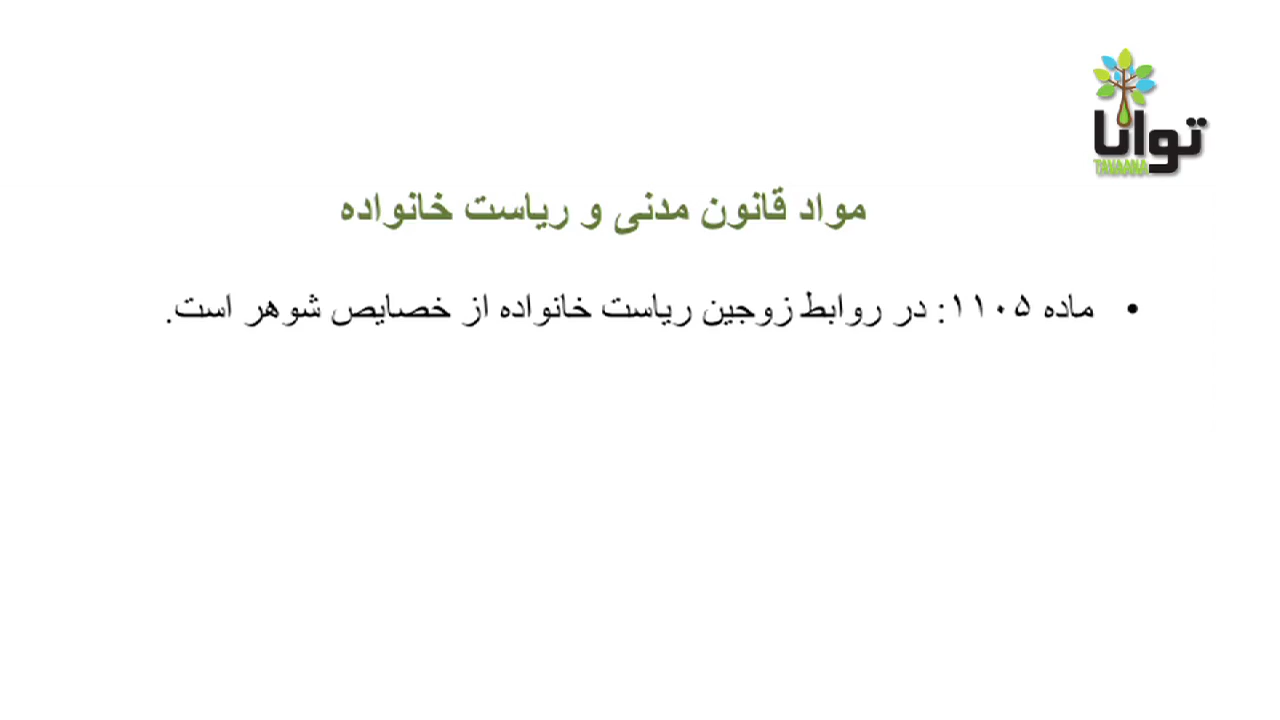 توانا
TAVAANA
مواد قانون مدنی و ریاست خانواده
• ماده ۱۱۰۵: در روابط زوجین ریاست خانواده از خصایص شوهر است.